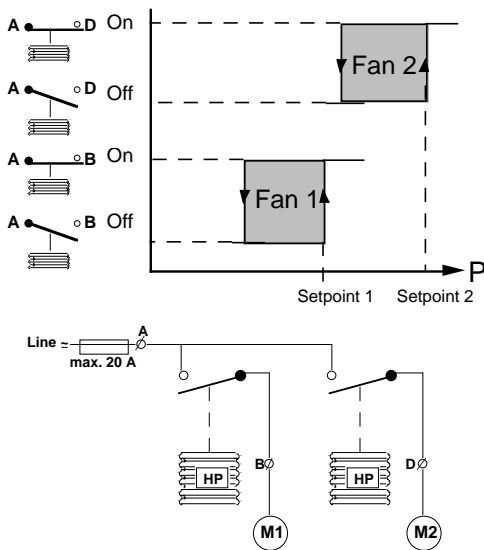 A D On
Fan 2
A D Off
A B On
Fan 1
A B Off
P
Setpoint 1 Setpoint 2
A
Line ≃
max. 20 A
B D
HP HP
M1 M2